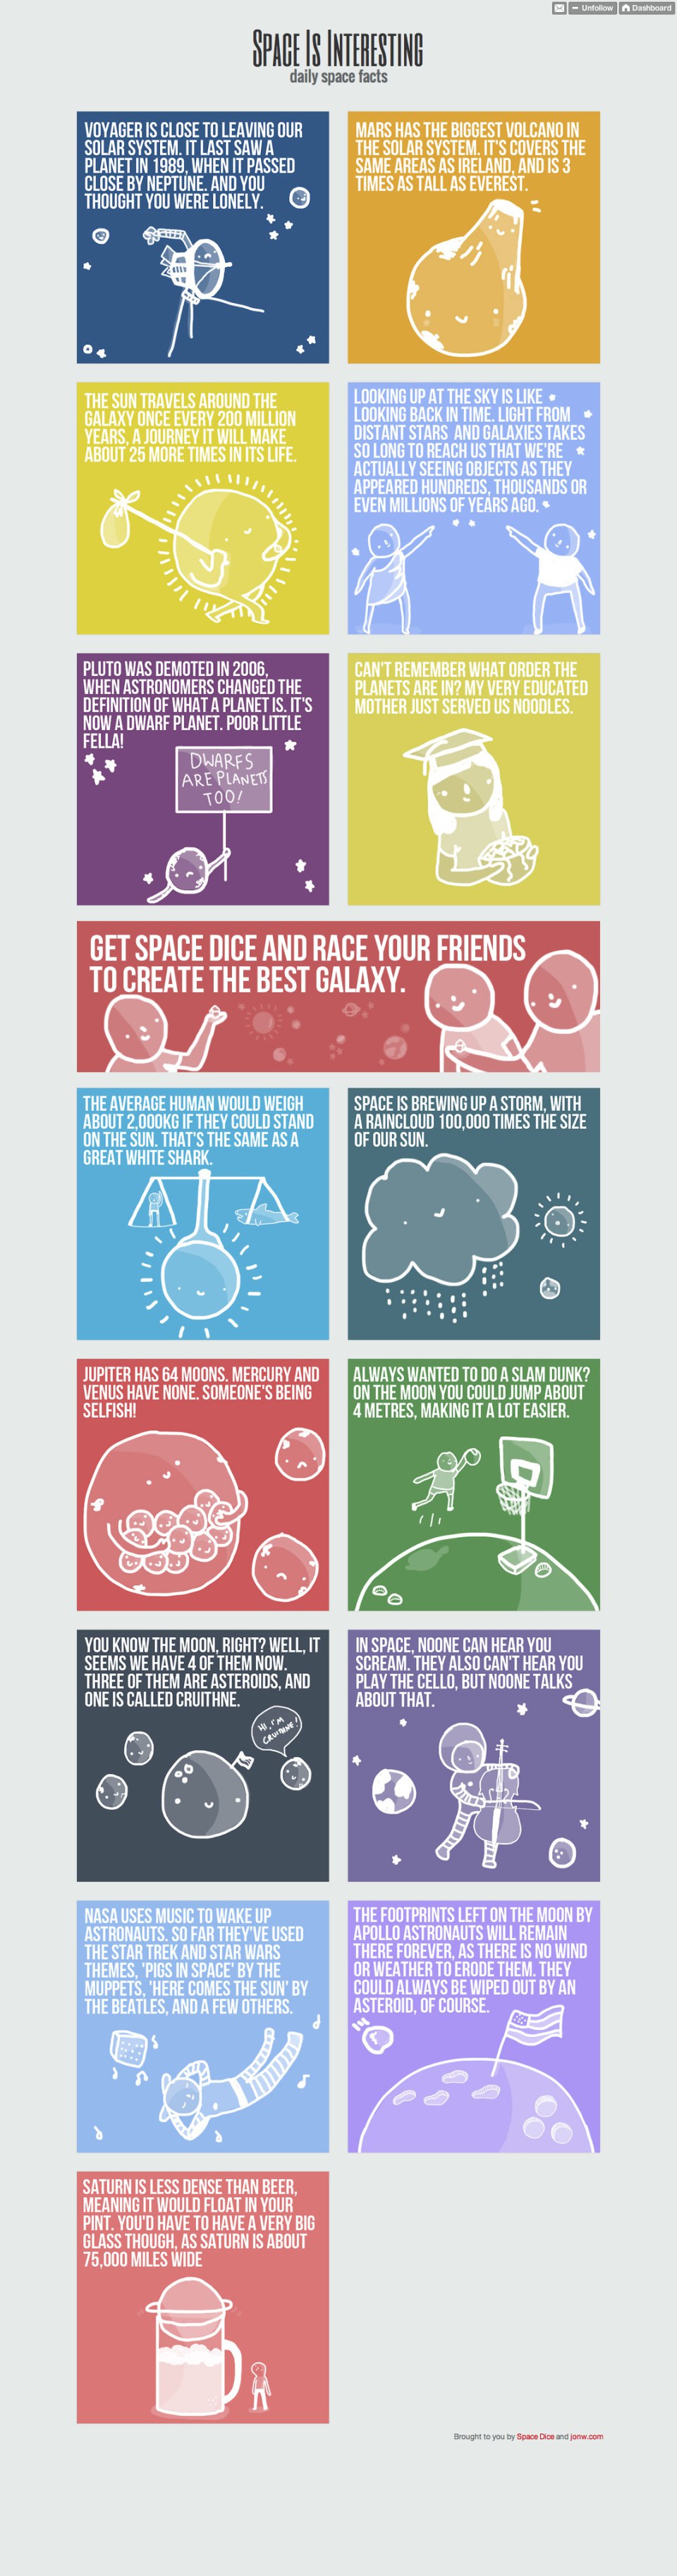 Unfollow
Dashboard
SPACE IS INTERESTING
daily space facts
VOYAGER IS CLOSE TO LEAVING OUR
SOLAR SYSTEM. IT LAST SAW A
PLANET IN 1989, WHEN IT PASSED
CLOSE BY NEPTUNE. AND YOU
THOUGHT YOU WERE LONELY.
MARS HAS THE BIGGEST VOLCANO IN
THE SOLAR SYSTEM. IT'S COVERS THE
SAME AREAS AS IRELAND, AND IS 3
TIMES AS TALL AS EVEREST.
THE SUN TRAVELS AROUND THE
GALAXY ONCE EVERY 200 MILLION
YEARS, A JOURNEY IT WILL MAKE
ABOUT 25 MORE TIMES IN ITS LIFE.
LOOKING UP AT THE SKY IS LIKE
LOOKING BACK IN TIME. LIGHT FROM
DISTANT STARS AND GALAXIES TAKES
SO LONG TO REACH US THAT WE'RE
ACTUALLY SEEING OBJECTS AS THEY
APPEARED HUNDREDS, THOUSANDS OR
EVEN MILLIONS OF YEARS AGO.
PLUTO WAS DEMOTED IN 2006,
WHEN ASTRONOMERS CHANGED THE
DEFINITION OF WHAT A PLANET IS. IT'S
NOW A DWARF PLANET. POOR LITTLE
FELLA!
DWARFS
ARE PLANETS
TOO!
CAN'T REMEMBER WHAT ORDER THE
PLANETS ARE IN? MY VERY EDUCATED
MOTHER JUST SERVED US NOODLES.
GET SPACE DICE AND RACE YOUR FRIENDS
TO CREATE THE BEST GALAXY.
THE AVERAGE HUMAN WOULD WEIGH
ABOUT 2,000KG IF THEY COULD STAND
ON THE SUN. THAT'S THE SAME AS A
GREAT WHITE SHARK.
SPACE IS BREWING UP A STORM, WITH
A RAINCLOUD 100,000 TIMES THE SIZE
OF OUR SUN.
JUPITER HAS 64 MOONS. MERCURY AND
VENUS HAVE NONE. SOMEONE'S BEING
SELFISH!
ALWAYS WANTED TO DO A SLAM DUNK?
ON THE MOON YOU COULD JUMP ABOUT
4 METRES, MAKING IT A LOT EASIER.
YOU KNOW THE MOON, RIGHT? WELL, IT
SEEMS WE HAVE 4 OF THEM NOW.
THREE OF THEM ARE ASTEROIDS, AND
ONE IS CALLED CRUITHNE.
HI, I'M
CRUITHNE!
IN SPACE, NOONE CAN HEAR YOU
SCREAM. THEY ALSO CAN'T HEAR YOU
PLAY THE CELLO, BUT NOONE TALKS
ABOUT THAT.
NASA USES MUSIC TO WAKE UP
ASTRONAUTS. SO FAR THEY'VE USED
THE STAR TREK AND STAR WARS
THEMES, 'PIGS IN SPACE' BY THE
MUPPETS, 'HERE COMES THE SUN' BY
THE BEATLES, AND A FEW OTHERS.
THE FOOTPRINTS LEFT ON THE MOON BY
APOLLO ASTRONAUTS WILL REMAIN
THERE FOREVER, AS THERE IS NO WIND
OR WEATHER TO ERODE THEM. THEY
COULD ALWAYS BE WIPED OUT BY AN
ASTEROID, OF COURSE.
SATURN IS LESS DENSE THAN BEER,
MEANING IT WOULD FLOAT IN YOUR
PINT. YOU'D HAVE TO HAVE A VERY BIG
GLASS THOUGH, AS SATURN IS ABOUT
75,000 MILES WIDE
Brought to you by Space Dice and jonw.com